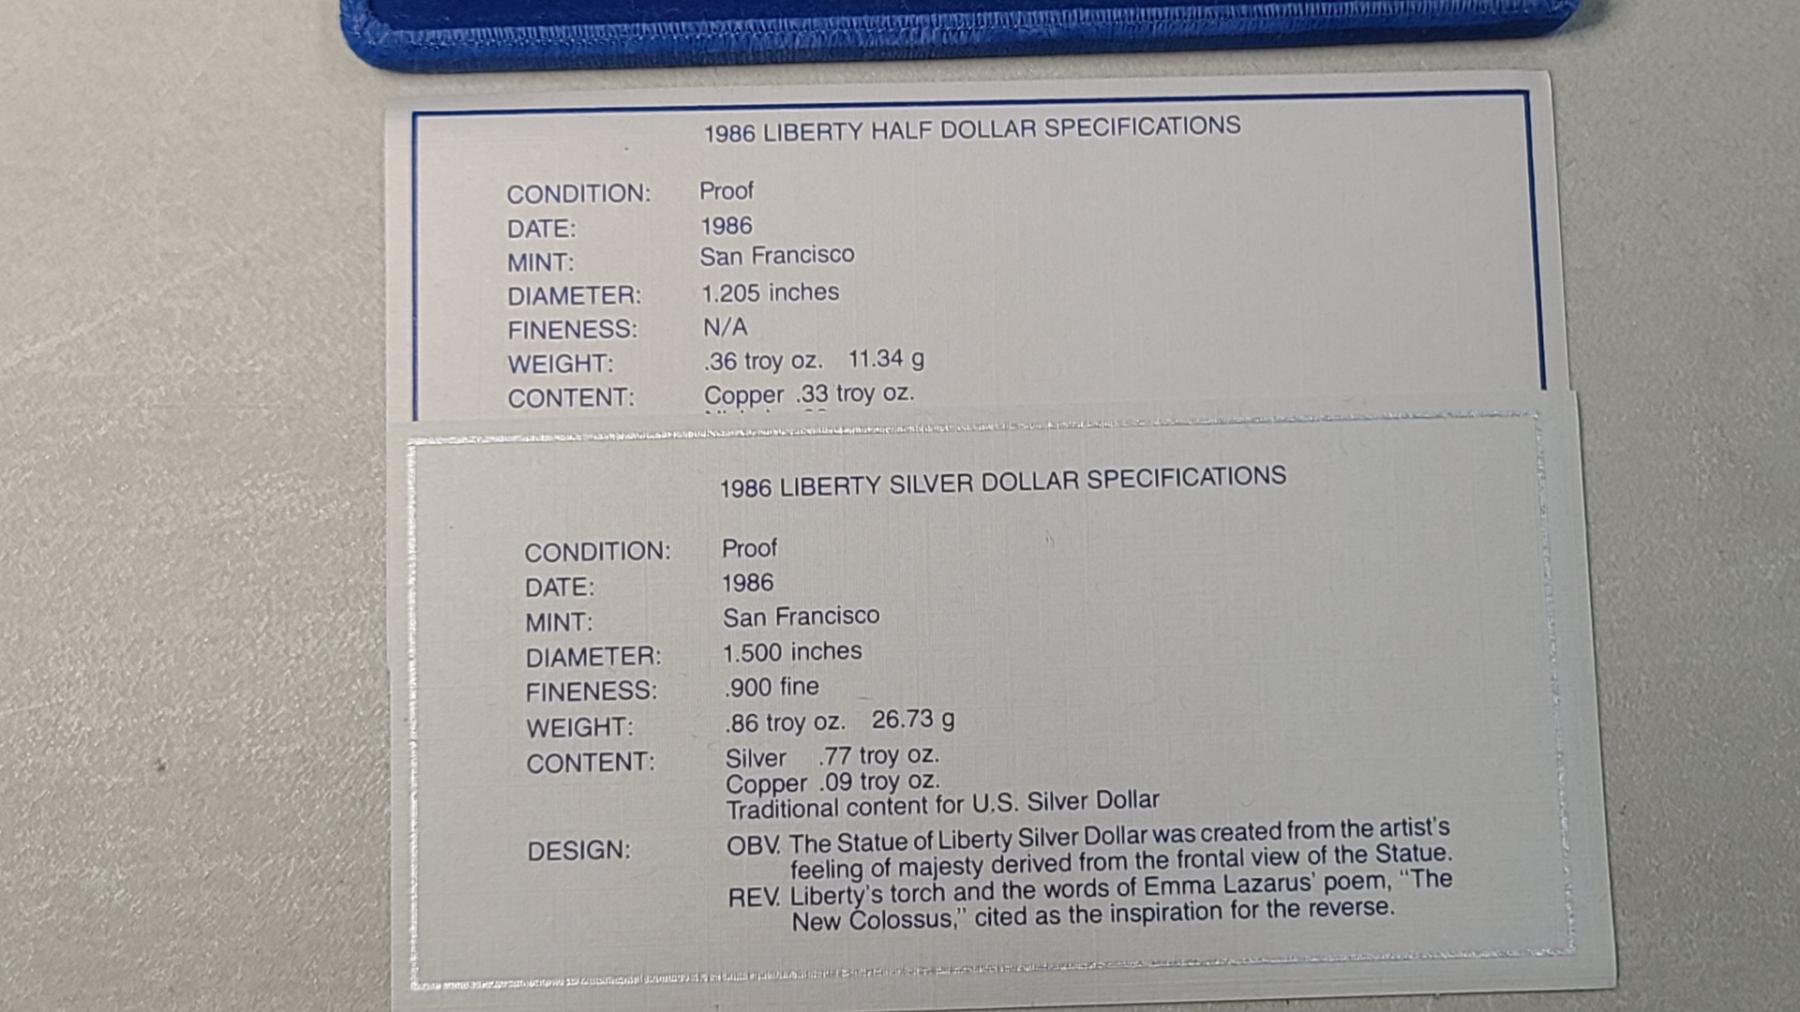 1986 LIBERTY HALF DOLLAR SPECIFICATIONS
CONDITION: Proof
DATE: 1986
MINT: San Francisco
DIAMETER: 1.205 inches
FINENESS: N/A
WEIGHT: .36 troy oz. 11.34 g
CONTENT: Copper .33 troy oz.
1986 LIBERTY SILVER DOLLAR SPECIFICATIONS
CONDITION: Proof
DATE: 1986
MINT: San Francisco
DIAMETER: 1.500 inches
FINENESS: .900 fine
WEIGHT: .86 troy oz. 26.73 g
CONTENT: Silver .77 troy oz.
Copper .09 troy oz.
Traditional content for U.S. Silver Dollar
DESIGN: OBV. The Statue of Liberty Silver Dollar was created from the artist's
feeling of majesty derived from the frontal view of the Statue.
REV. Liberty's torch and the words of Emma Lazarus' poem, “The
New Colossus,” cited as the inspiration for the reverse.